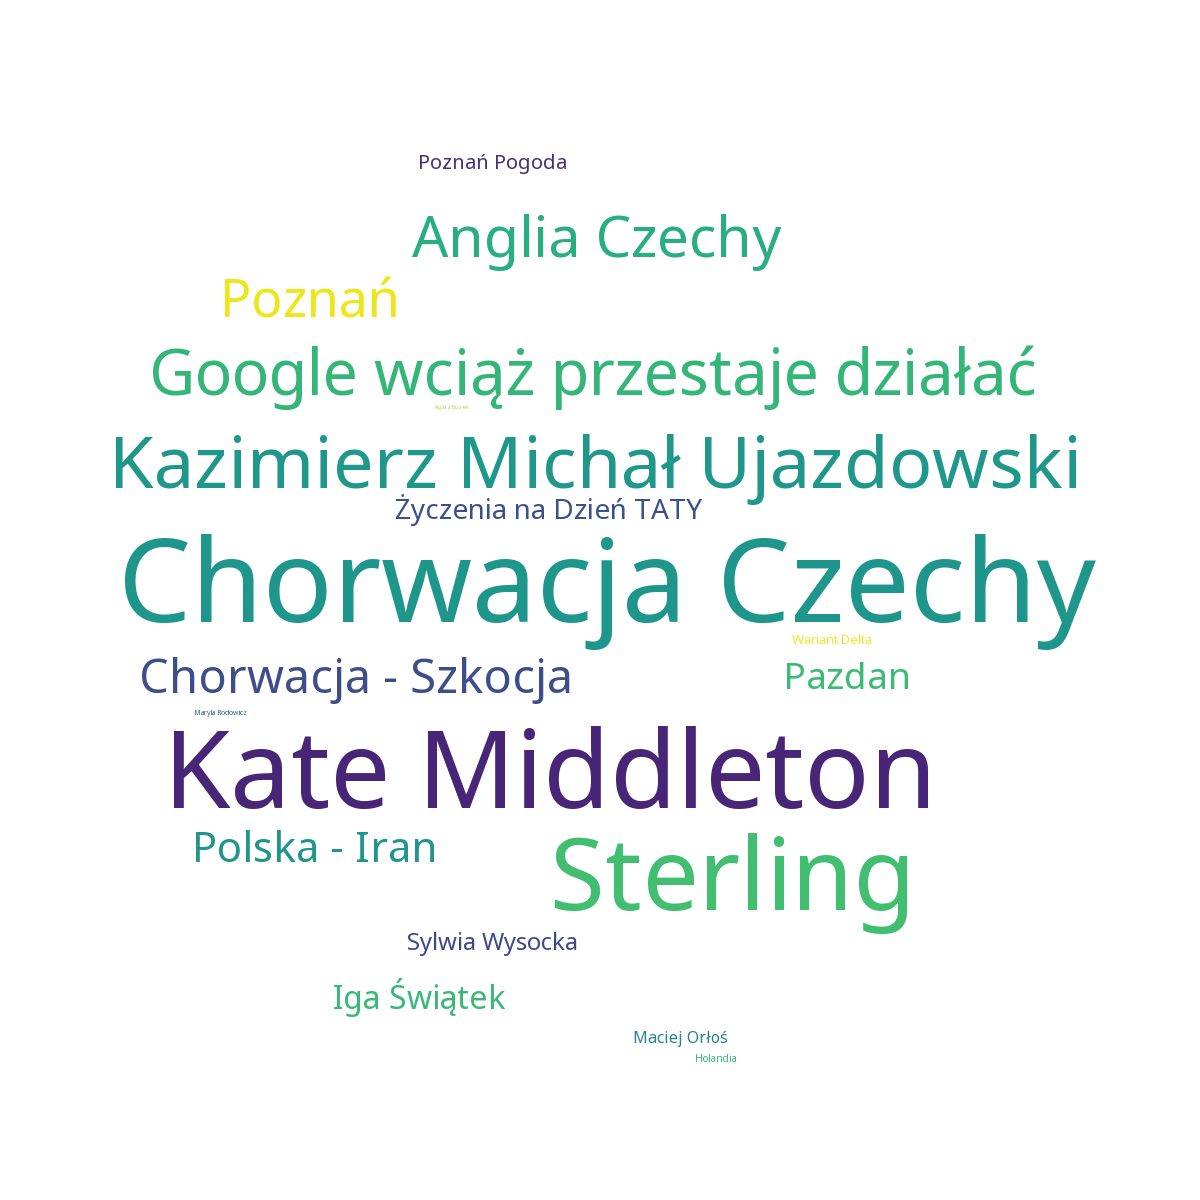 Poznań Pogoda
Anglia Czechy
Poznań
Google wciąż przestaje działać
Agata Buzek
Kazimierz Michał Ujazdowski
Życzenia na Dzień TATY
Chorwacja Czechy
Wariant Delta
Chorwacja - Szkocja
Pazdan
Maryla Rodowicz
Kate Middleton
Polska - Iran
Sterling
Sylwia Wysocka
Iga Świątek
Maciej Orłoś
Holandia